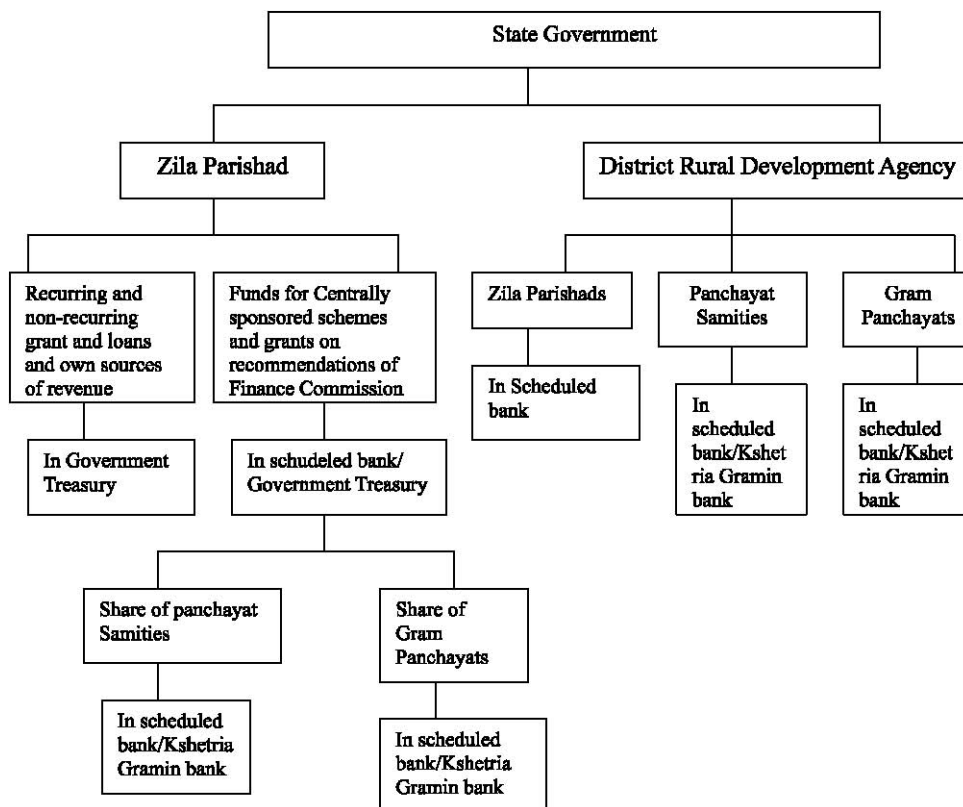 State Government
Zila Parishad
District Rural Development Agency
Recurring and
non-recurring
grant and loans
and own sources
of revenue
Funds for Centrally
sponsored schemes
and grants on
recommendations of
Finance Commission
Zila Parishads
Panchayat
Samities
Gram
Panchayats
In Scheduled
bank
In
scheduled
bank/Kshet
ria Gramin
bank
In
scheduled
bank/Kshet
ria Gramin
bank
In Government
Treasury
In schudeled bank/
Government Treasury
Share of panchayat
Samities
Share of
Gram
Panchayats
In scheduled
bank/Kshetria
Gramin bank
In scheduled
bank/Kshetria
Gramin bank